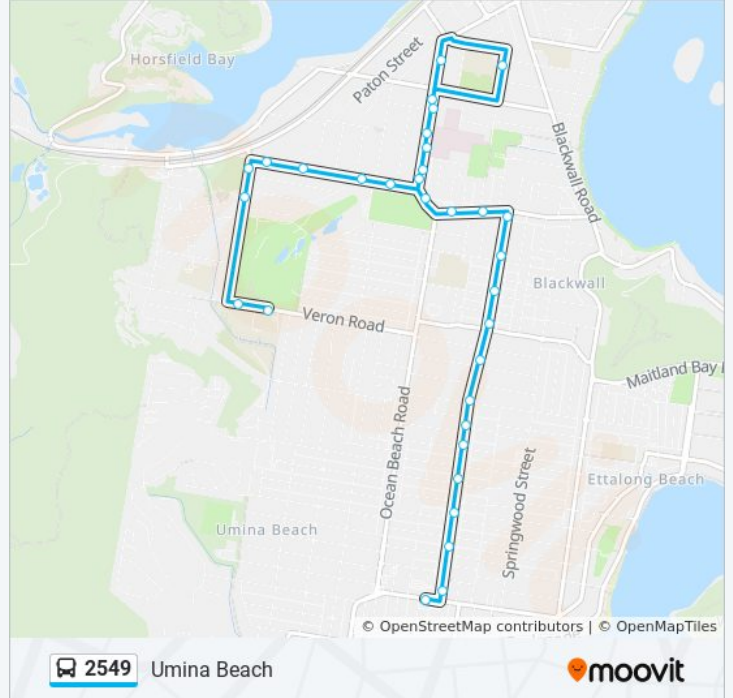 Horsfield Bay
Paton Street
Blackwall Road
Blackwall
Veron Road
Maitland Bay
Ocean Beach Road
Springwood Street
Ettalong Beach
Umina Beach
© OpenStreetMap contributors | © OpenMapTiles
2549 Umina Beach
moovit